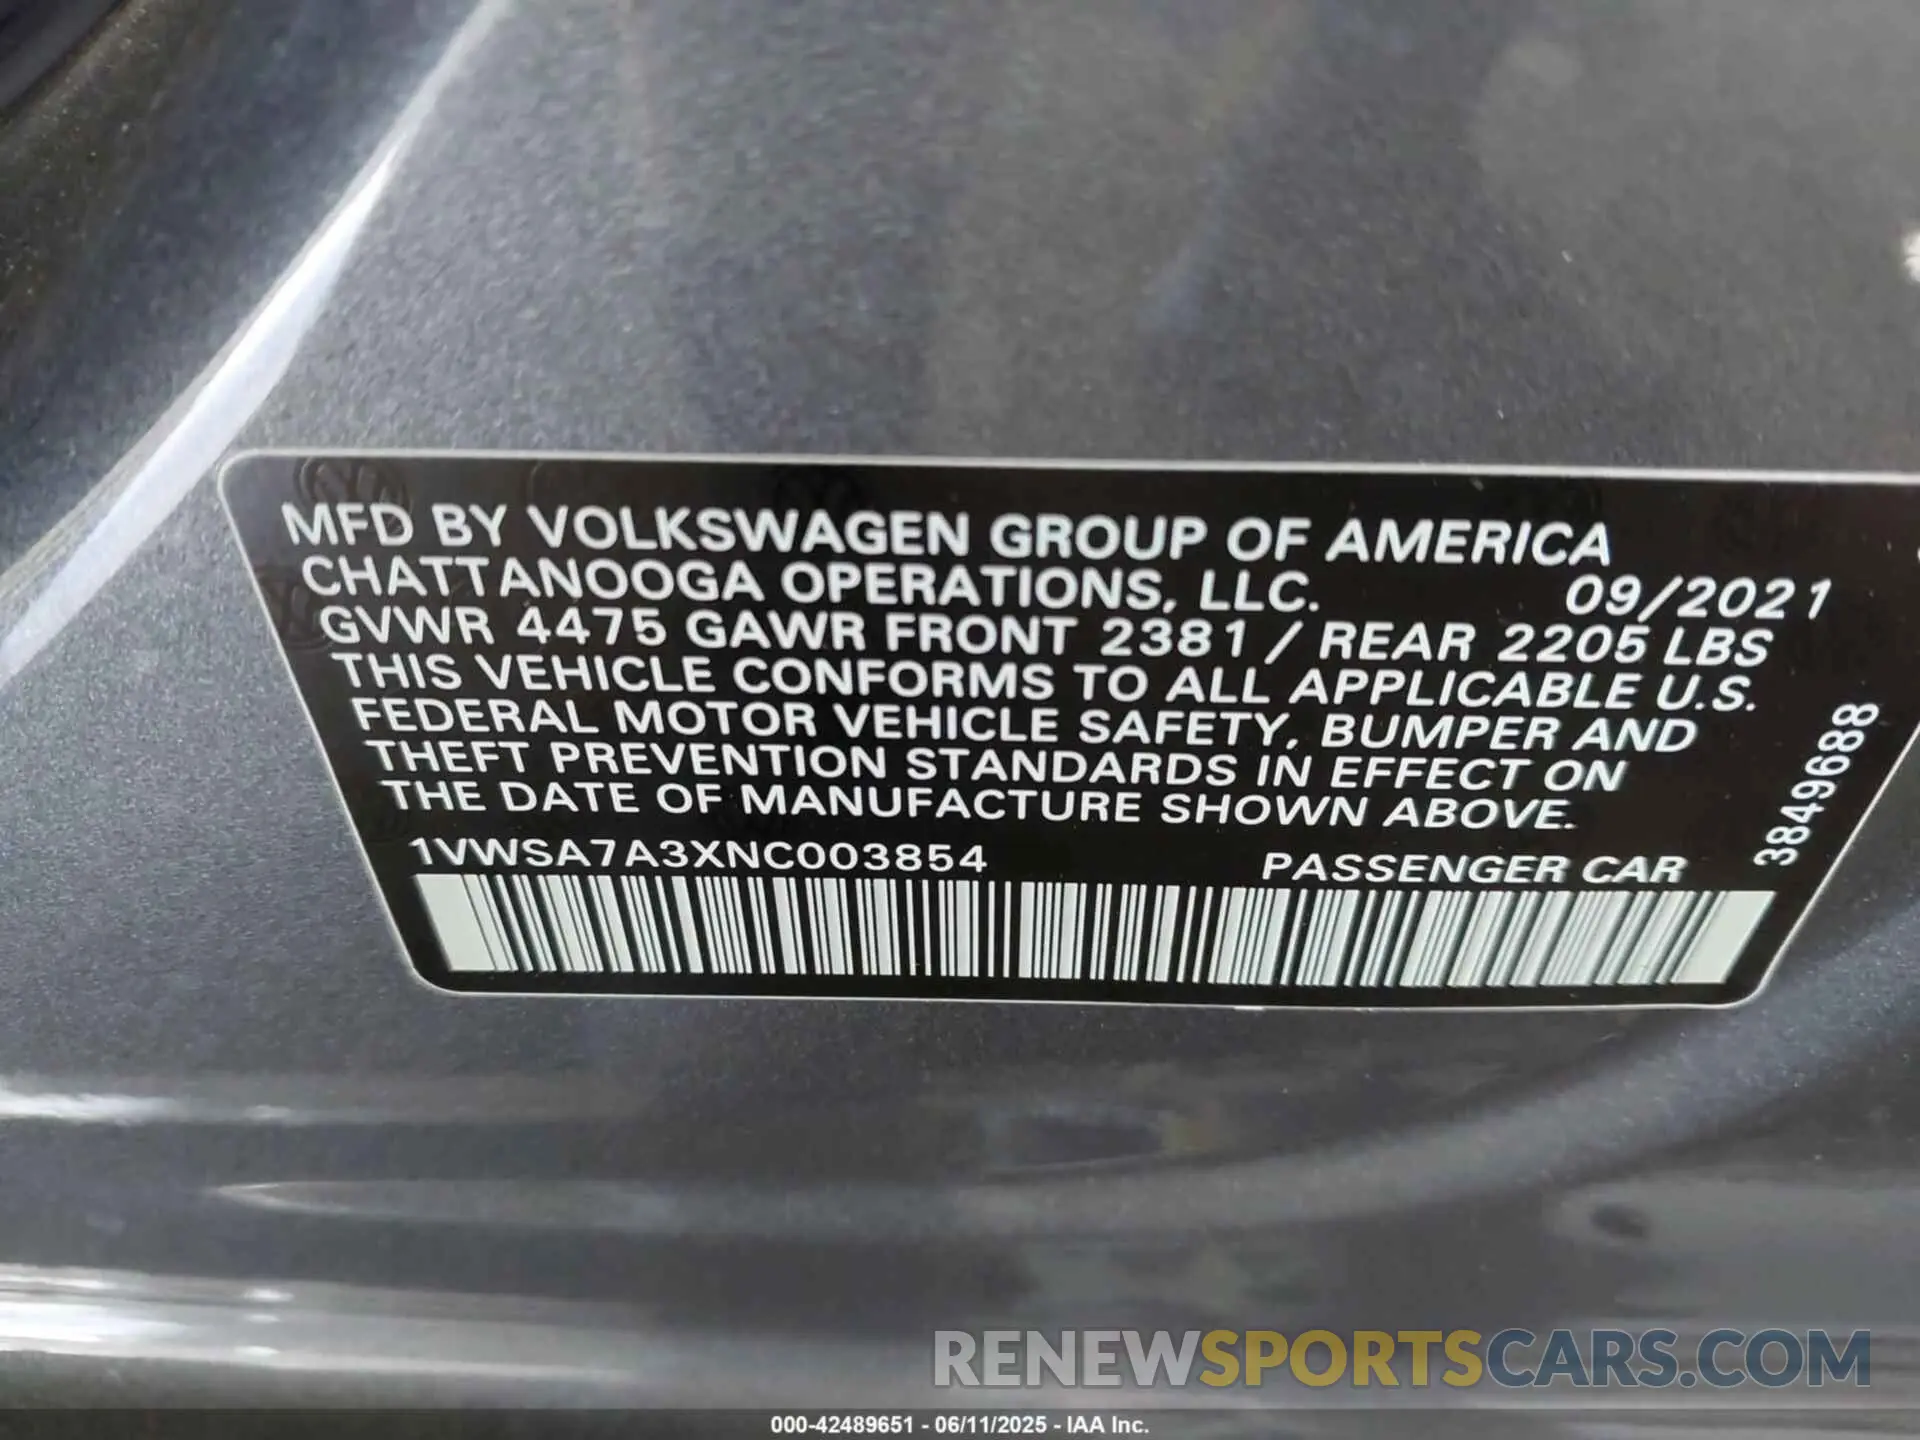 MFD BY VOLKSWAGEN GROUP OF AMERICA
CHATTANOOGA OPERATIONS, LLC. 09/2021
GVWR 4475 GAWR FRONT 2381 / REAR 2205 LBS
THIS VEHICLE CONFORMS TO ALL APPLICABLE U.S.
FEDERAL MOTOR VEHICLE SAFETY, BUMPER AND
THEFT PREVENTION STANDARDS IN EFFECT ON
THE DATE OF MANUFACTURE SHOWN ABOVE.
1VWSA7A3XNC003854 PASSENGER CAR
3849688
RENEWSPORTSCARS.COM
000-42489651 - 06/11/2025 - IAA Inc.